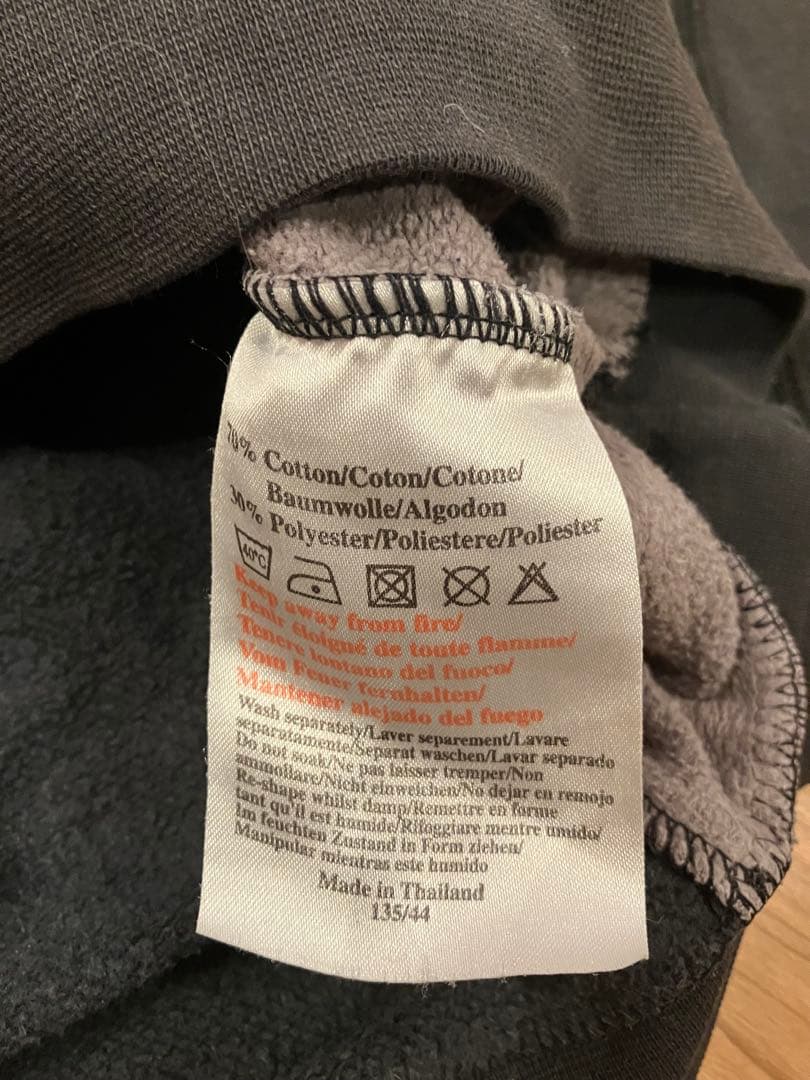 70% Cotton/Coton/Cotone/
Baumwolle/Algodon
30% Polyester/Poliestere/Poliester
40°C
Keep away from fire/
Tenir éloigné de toute flamme/
Tenere lontano del fuoco/
Vom Feuer fernhalten/
Mantener alejado del fuego
Wash separately/Laver separement/Lavare
separatamente/Separat waschen/Lavar separado
Do not soak/Ne pas laisser tremper/Non
ammollare/Nicht einweichen/No dejar en remojo
Re-shape whilst damp/Remettre en forme
tant qu'il est humide/Rifoggiare mentre umido/
im feuchten Zustand in Form ziehen/
Manipular mientras este humido
Made in Thailand
135/44